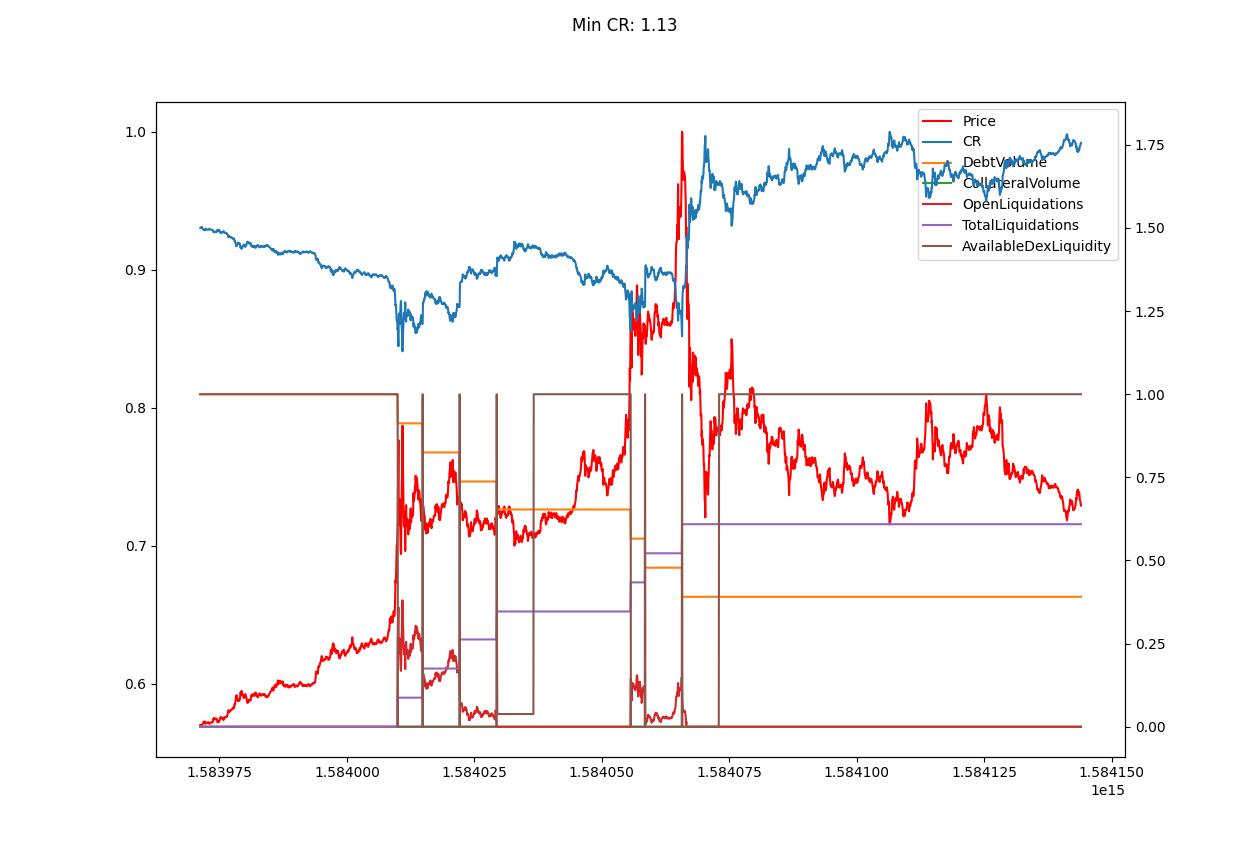 Min CR: 1.13
1.0
0.9
0.8
0.7
0.6
Price
CR
DebtVolume
CollateralVolume
OpenLiquidations
TotalLiquidations
AvailableDexLiquidity
1.75
1.50
1.25
1.00
0.75
0.50
0.25
0.00
1.583975 1.584000 1.584025 1.584050 1.584075 1.584100 1.584125 1.584150
1e15